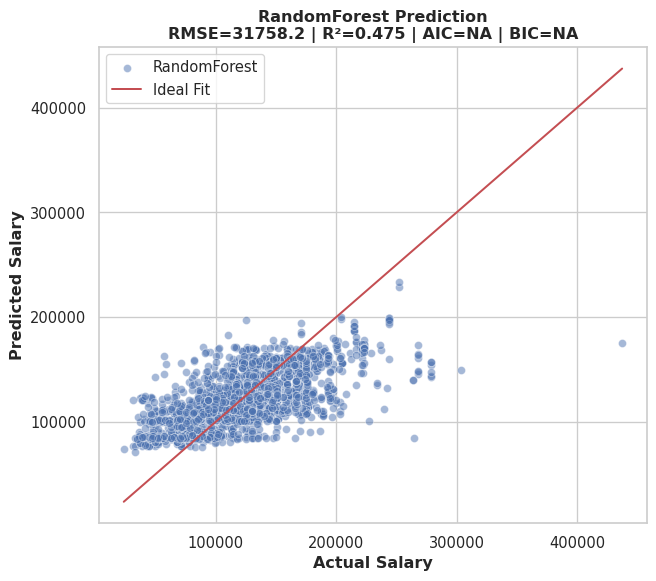 RandomForest Prediction
RMSE=31758.2 | R²=0.475 | AIC=NA | BIC=NA
RandomForest
Ideal Fit
400000
300000
200000
100000
Predicted Salary
100000
200000
300000
400000
Actual Salary